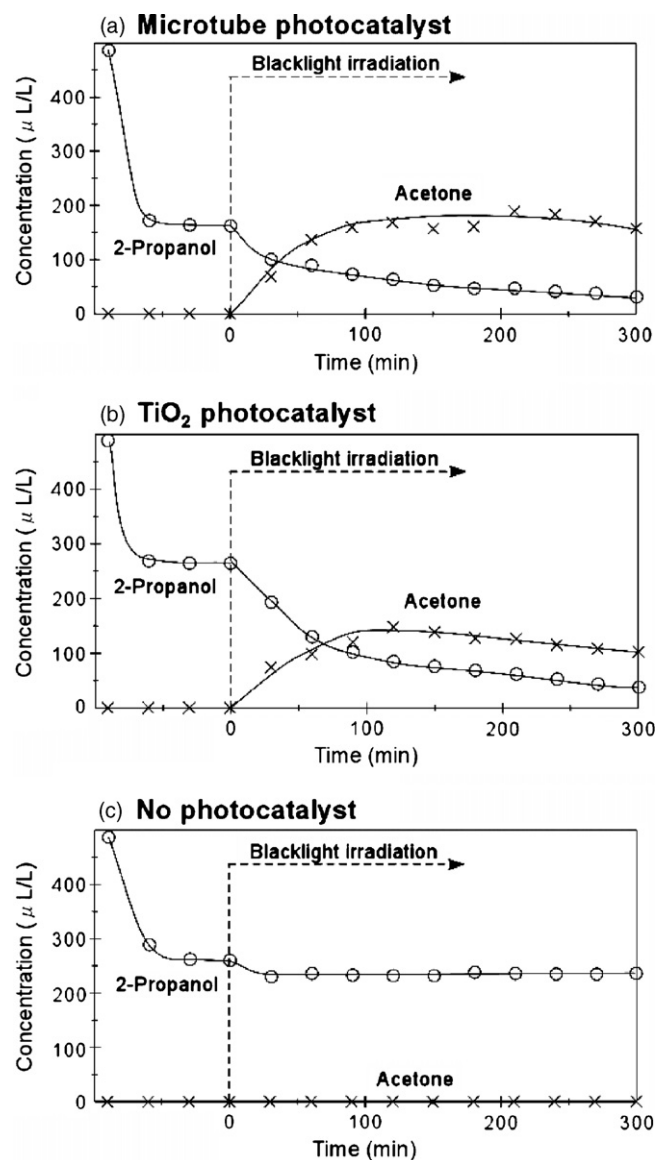 (a) Microtube photocatalyst
Blacklight irradiation
Acetone
2-Propanol
Concentration ( μ L/L)
400
300
200
100
0
0 100 200 300
Time (min)
(b) TiO₂ photocatalyst
Blacklight irradiation
Acetone
2-Propanol
Concentration ( μ L/L)
400
300
200
100
0
0 100 200 300
Time (min)
(c) No photocatalyst
Blacklight irradiation
2-Propanol
Acetone
Concentration ( μ L/L)
400
300
200
100
0
0 100 200 300
Time (min)